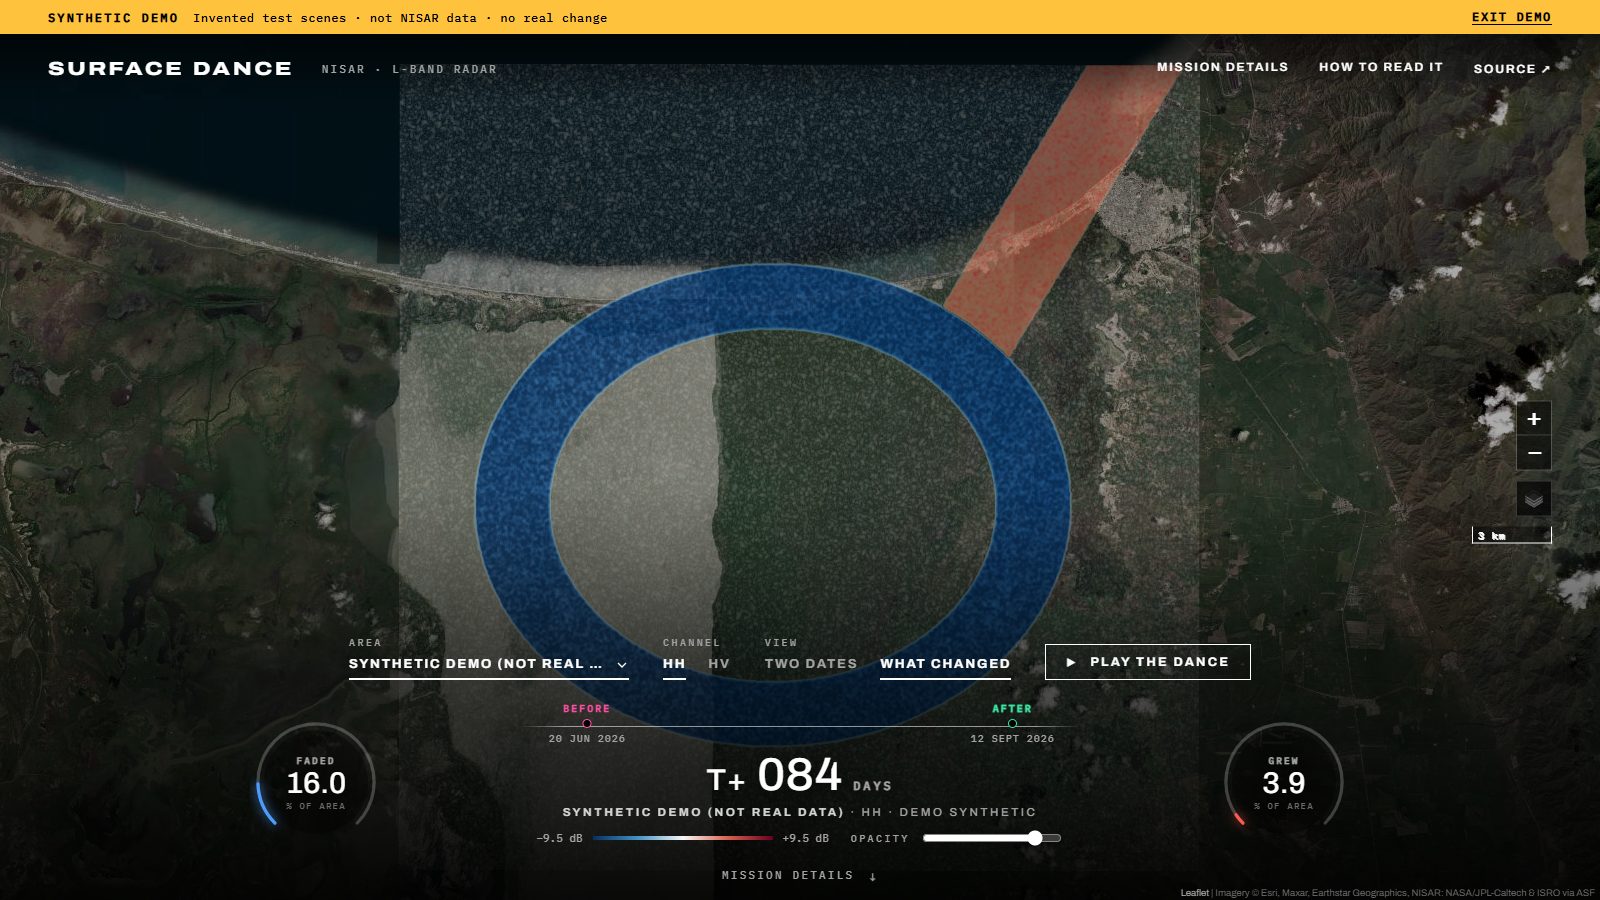 SYNTHETIC DEMO Invented test scenes · not NISAR data · no real change EXIT DEMO
SURFACE DANCE NISAR · L-BAND RADAR MISSION DETAILS HOW TO READ IT SOURCE ↗
+
−
3 km
AREA CHANNEL VIEW
SYNTHETIC DEMO (NOT REAL ... HH HV TWO DATES WHAT CHANGED ▶ PLAY THE DANCE
BEFORE AFTER
20 JUN 2026 12 SEPT 2026
FADED
16.0
% OF AREA
T+ 084 DAYS
GREW
3.9
% OF AREA
SYNTHETIC DEMO (NOT REAL DATA) · HH · DEMO SYNTHETIC
−9.5 dB +9.5 dB OPACITY
MISSION DETAILS ↓
Leaflet | Imagery © Esri, Maxar, Earthstar Geographics, NISAR: NASA/JPL-Caltech & ISRO via ASF